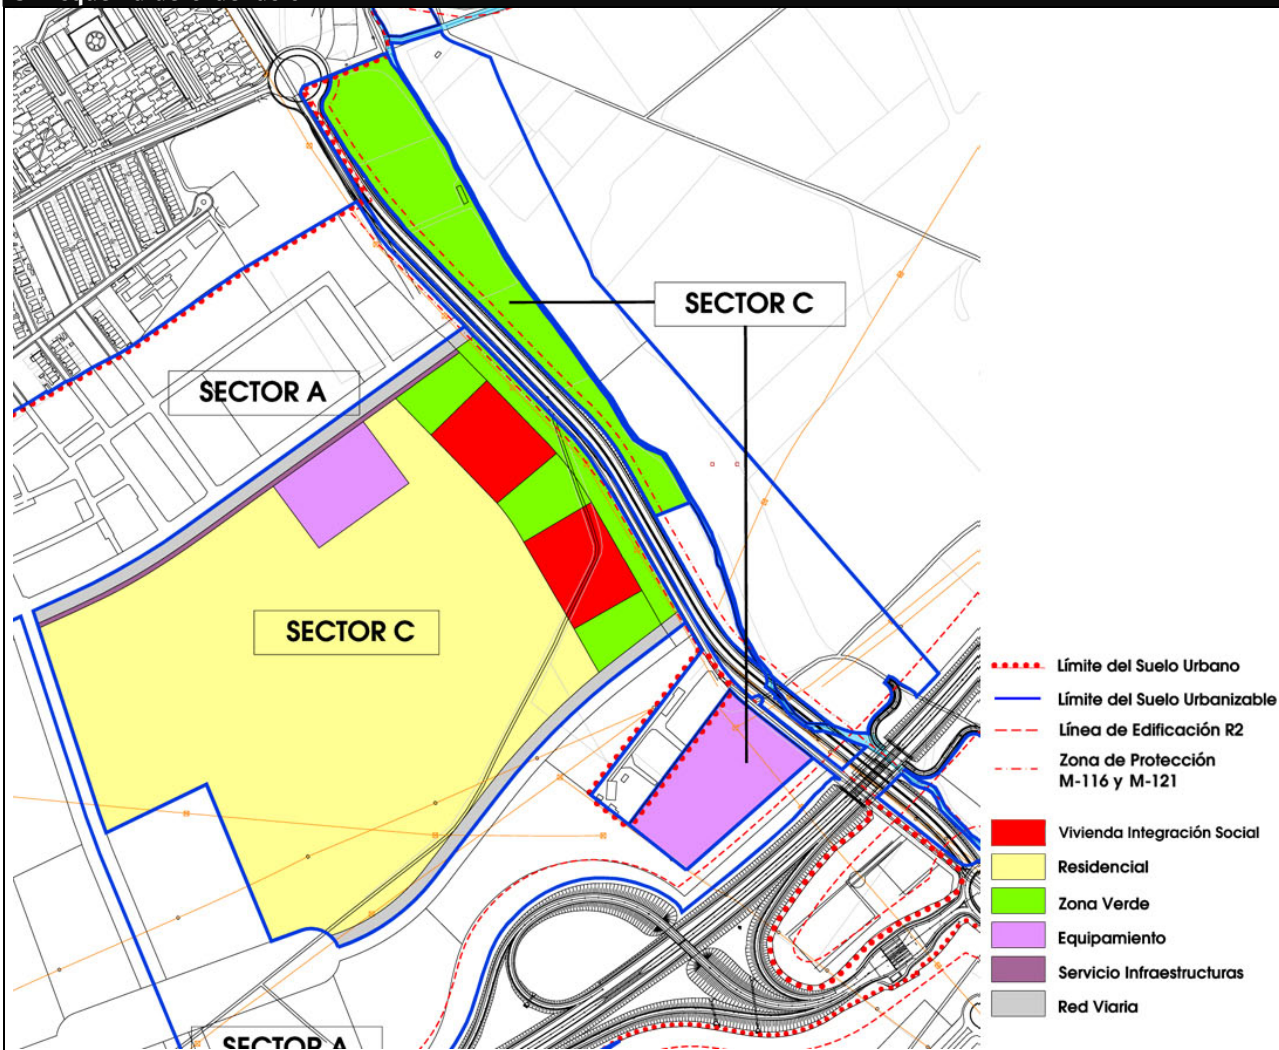 SECTOR C
SECTOR A
SECTOR C
SECTOR A
Límite del Suelo Urbano
Límite del Suelo Urbanizable
Línea de Edificación R2
Zona de Protección
M-116 y M-121
Vivienda Integración Social
Residencial
Zona Verde
Equipamiento
Servicio Infraestructuras
Red Viaria